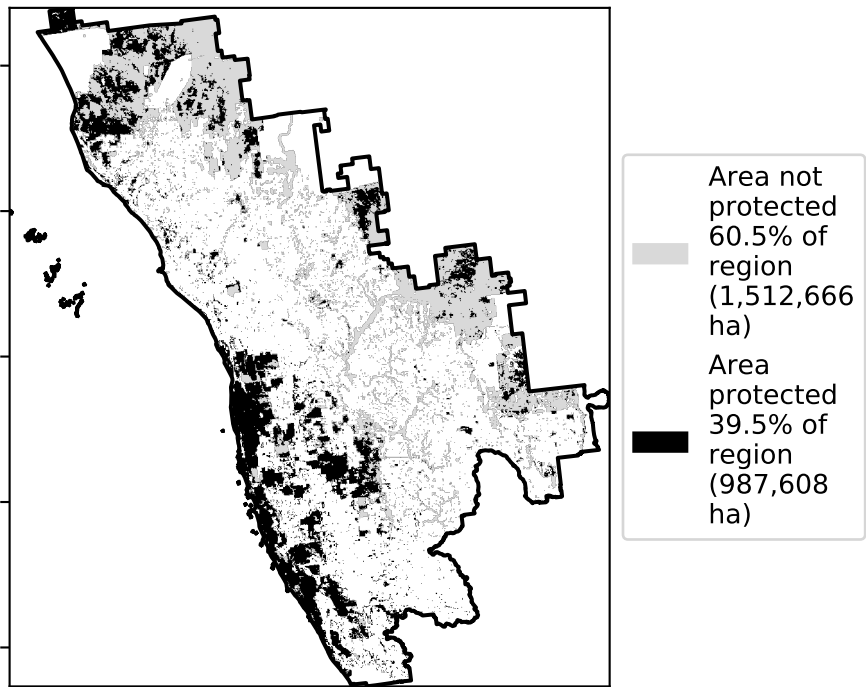 Area not
protected
60.5% of
region
(1,512,666
ha)
Area
protected
39.5% of
region
(987,608
ha)